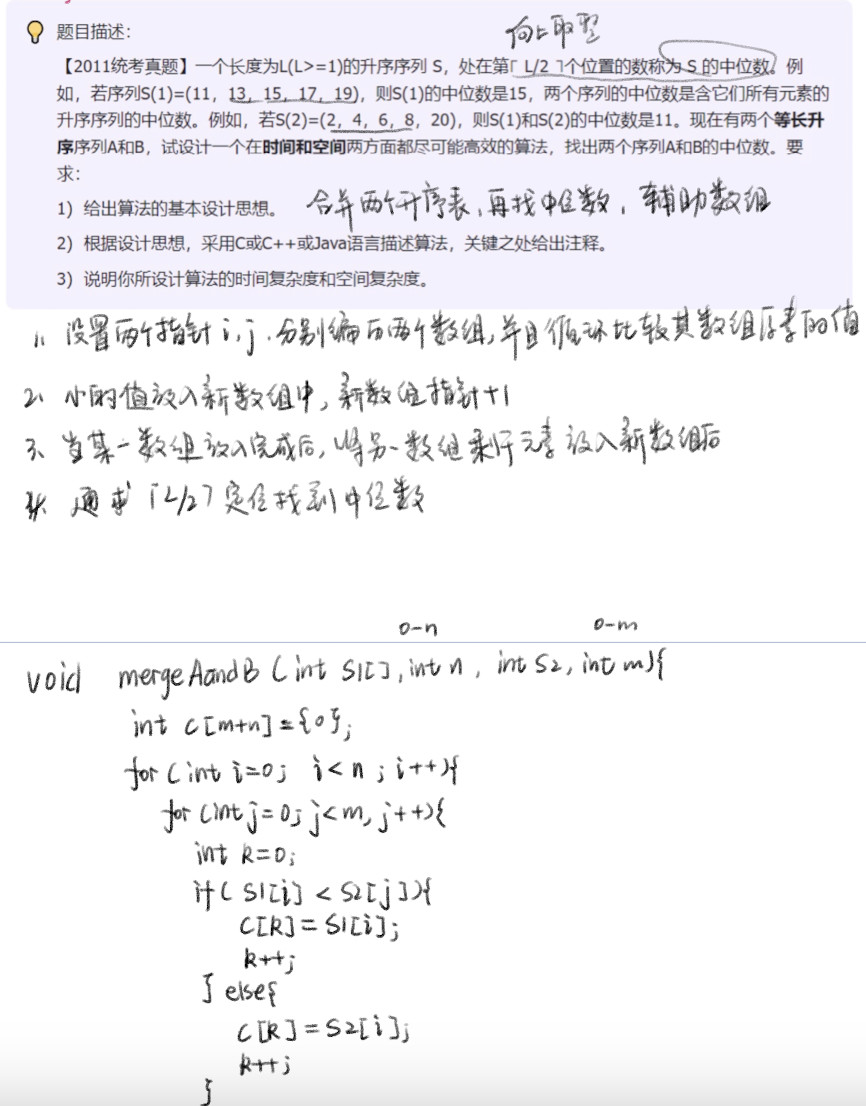 题目描述:
向上取整
【2011统考真题】一个长度为L(L>=1)的升序序列 S，处在第「 L/2 ㄱ个位置的数称为 S 的中位数。例
如，若序列S(1)=(11，13，15，17，19)，则S(1)的中位数是15，两个序列的中位数是含它们所有元素的
升序序列的中位数。例如，若S(2)=(2，4，6，8，20)，则S(1)和S(2)的中位数是11。现在有两个等长升
序序列A和B，试设计一个在时间和空间两方面都尽可能高效的算法，找出两个序列A和B的中位数。要
求:
1）给出算法的基本设计思想。 合并两个升序表，再找中位数，辅助数组
2）根据设计思想，采用C或C++或Java语言描述算法，关键之处给出注释。
3）说明你所设计算法的时间复杂度和空间复杂度。
1、设置两个指针 i, j. 分别遍历两个数组, 并且循环比较其数组厚素的值
2、小的值放入新数组中，新数组指针+1
3、当某一数组放入完成后，将另一数组剩下元素放入新数组后
4、通求「L/2ㄱ定位找到中位数
0-n 0-m
void mergeAandB (int S1[], int n, int S2, int m){
int c[m+n]={0};
for (int i=0; i<n; i++){
for (int j=0; j<m, j++){
int k=0;
if( S1[i] < S2[j]){
C[k]=S1[i];
k++;
} else{
C[k]=S2[i];
k++;
}